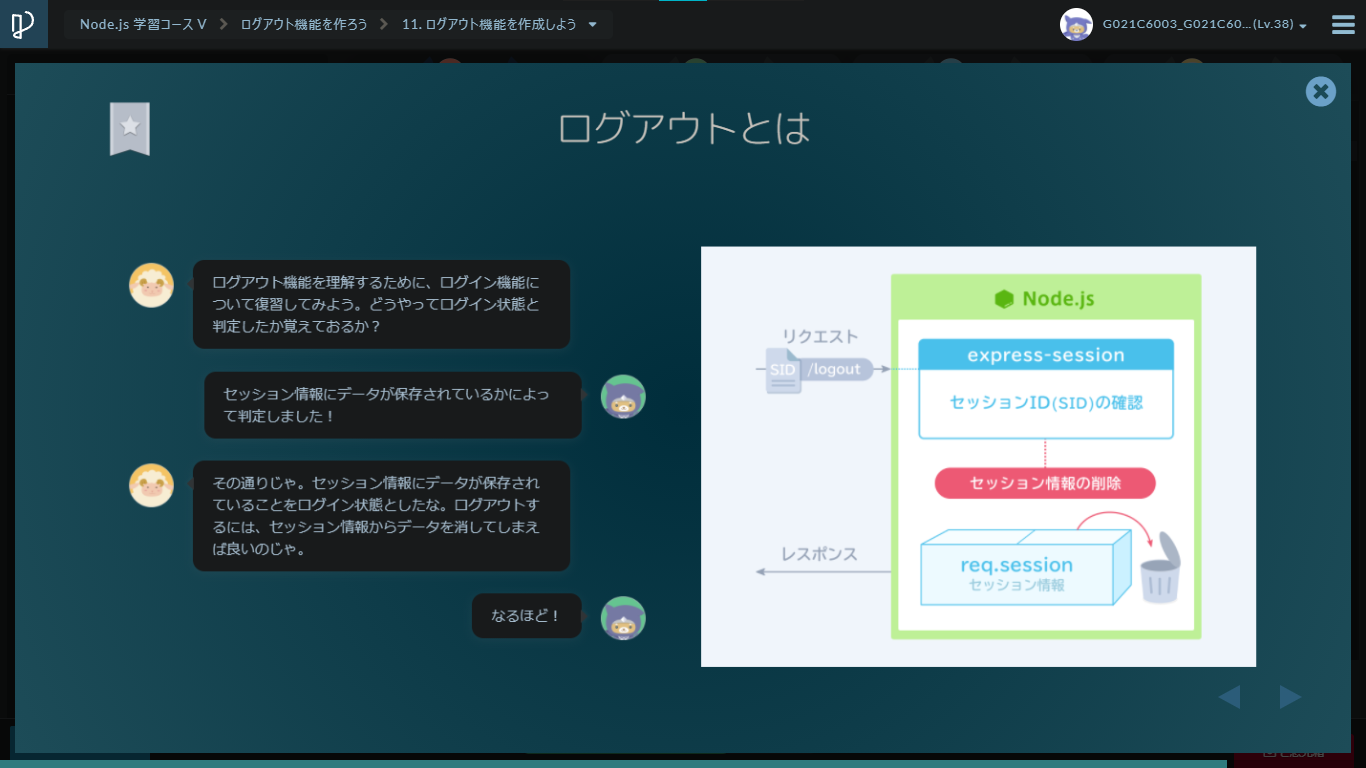 Node.js 学習コース V
ログアウト機能を作ろう
11. ログアウト機能を作成しよう
G021C6003_G021C60...(Lv.38)
ログアウトとは
ログアウト機能を理解するために、ログイン機能に
ついて復習してみよう。どうやってログイン状態と
判定したか覚えておるか？
セッション情報にデータが保存されているかによっ
て判定しました！
その通りじゃ。セッション情報にデータが保存され
ていることをログイン状態としたな。ログアウトす
るには、セッション情報からデータを消してしまえ
ば良いのじゃ。
なるほど！
Node.js
リクエスト
SID /logout
express-session
セッションID(SID)の確認
セッション情報の削除
レスポンス
req.session
セッション情報